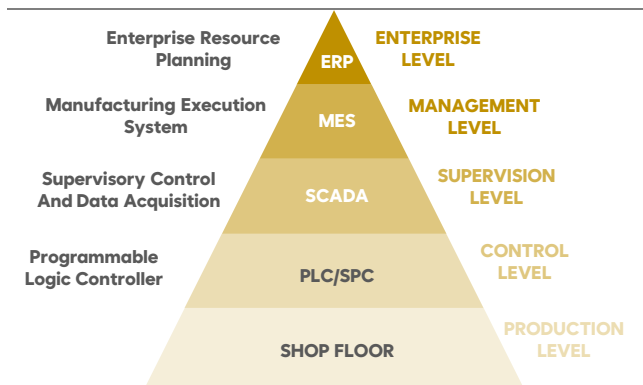 Enterprise Resource
Planning
ERP
ENTERPRISE
LEVEL
Manufacturing Execution
System
MES
MANAGEMENT
LEVEL
Supervisory Control
And Data Acquisition
SCADA
SUPERVISION
LEVEL
Programmable
Logic Controller
PLC/SPC
CONTROL
LEVEL
SHOP FLOOR
PRODUCTION
LEVEL